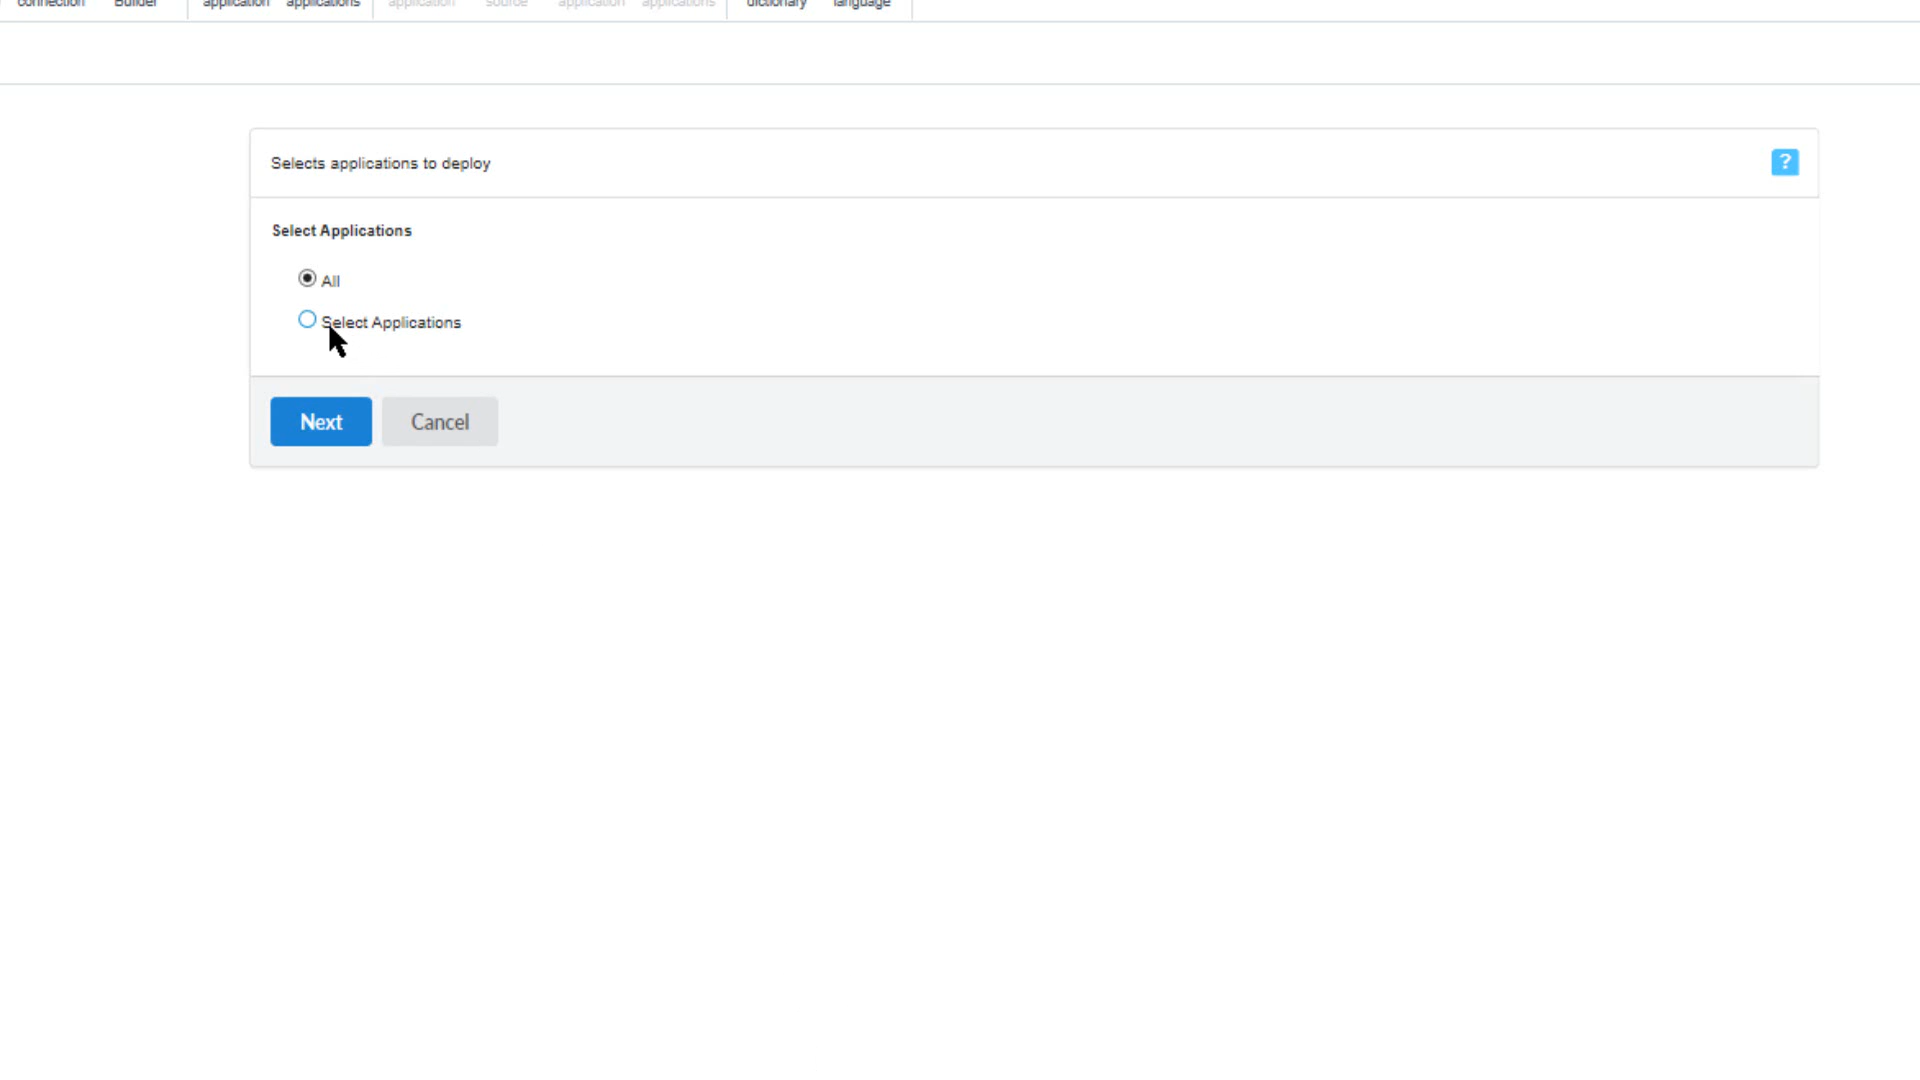 connection Builder application applications application source application applications dictionary language
Selects applications to deploy ?
Select Applications
All
Select Applications
Next Cancel